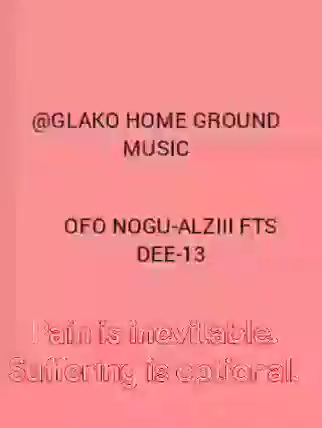 @GLAKO HOME GROUND
MUSIC
OFO NOGU-ALZIII FTS
DEE-13
Pain is inevitable.
Suffering is optional.